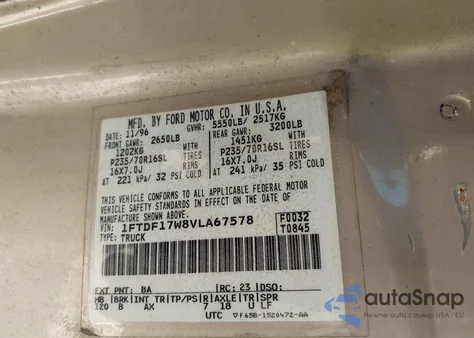 MFD. BY FORD MOTOR CO. IN U.S.A.
DATE: 11/96 GVWR: 5550LB/ 2517KG
FRONT GAWR: 2650LB REAR GAWR: 3200LB
1202KG WITH 1451KG WITH
P235/70R16SL TIRES P235/70R16SL TIRES
16X7.0J RIMS 16X7.0J RIMS
AT 221 kPa/ 32 PSI COLD AT 241 kPa/ 35 PSI COLD
THIS VEHICLE CONFORMS TO ALL APPLICABLE FEDERAL MOTOR
VEHICLE SAFETY STANDARDS IN EFFECT ON THE DATE OF
MANUFACTURE SHOWN ABOVE.
VIN: 1FTDF17W8VLA67578 F0032
TYPE: TRUCK T0845
EXT PNT: BA RC: 23 DSO:
WB BRK INT TR TP/PS R AXLE TR SPR
120 B AX 7 18 U LF
UTC
autoSnap